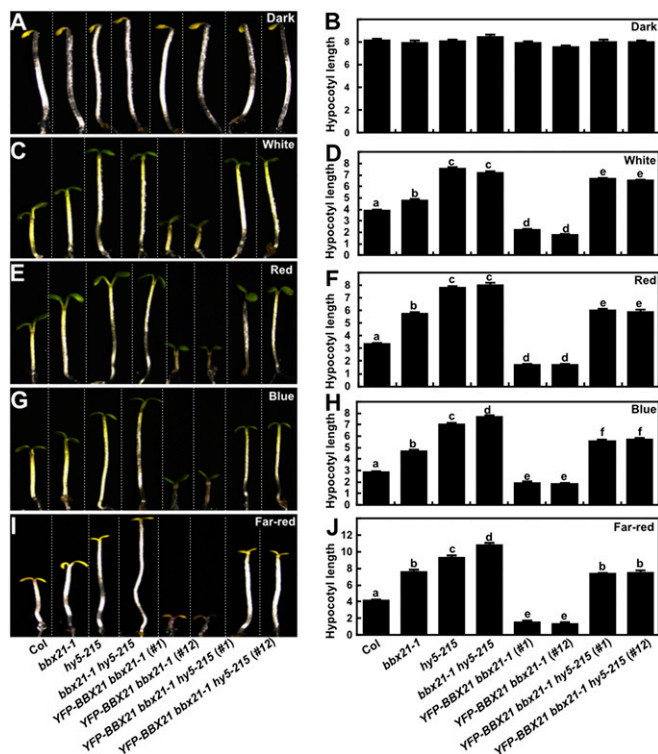 A
Dark
B
Hypocotyl length
10
8
6
4
2
0
Dark
C
D
Hypocotyl length
8
7
6
5
4
3
2
1
0
White
a b c c d d e e
E
Red
F
Hypocotyl length
8
7
6
5
4
3
2
1
0
Red
a b c c d d e e
G
Blue
H
Hypocotyl length
8
7
6
5
4
3
2
1
0
Blue
a b c d e e f f
I
Far-red
J
Hypocotyl length
12
10
8
6
4
2
0
Far-red
a b c d e e b b
Col
bbx21-1
hy5-215
bbx21-1 hy5-215
YFP-BBX21 bbx21-1 (#1)
YFP-BBX21 bbx21-1 (#12)
YFP-BBX21 bbx21-1 hy5-215 (#1)
YFP-BBX21 bbx21-1 hy5-215 (#12)
Col
bbx21-1
hy5-215
bbx21-1 hy5-215
YFP-BBX21 bbx21-1 (#1)
YFP-BBX21 bbx21-1 (#12)
YFP-BBX21 bbx21-1 hy5-215 (#1)
YFP-BBX21 bbx21-1 hy5-215 (#12)